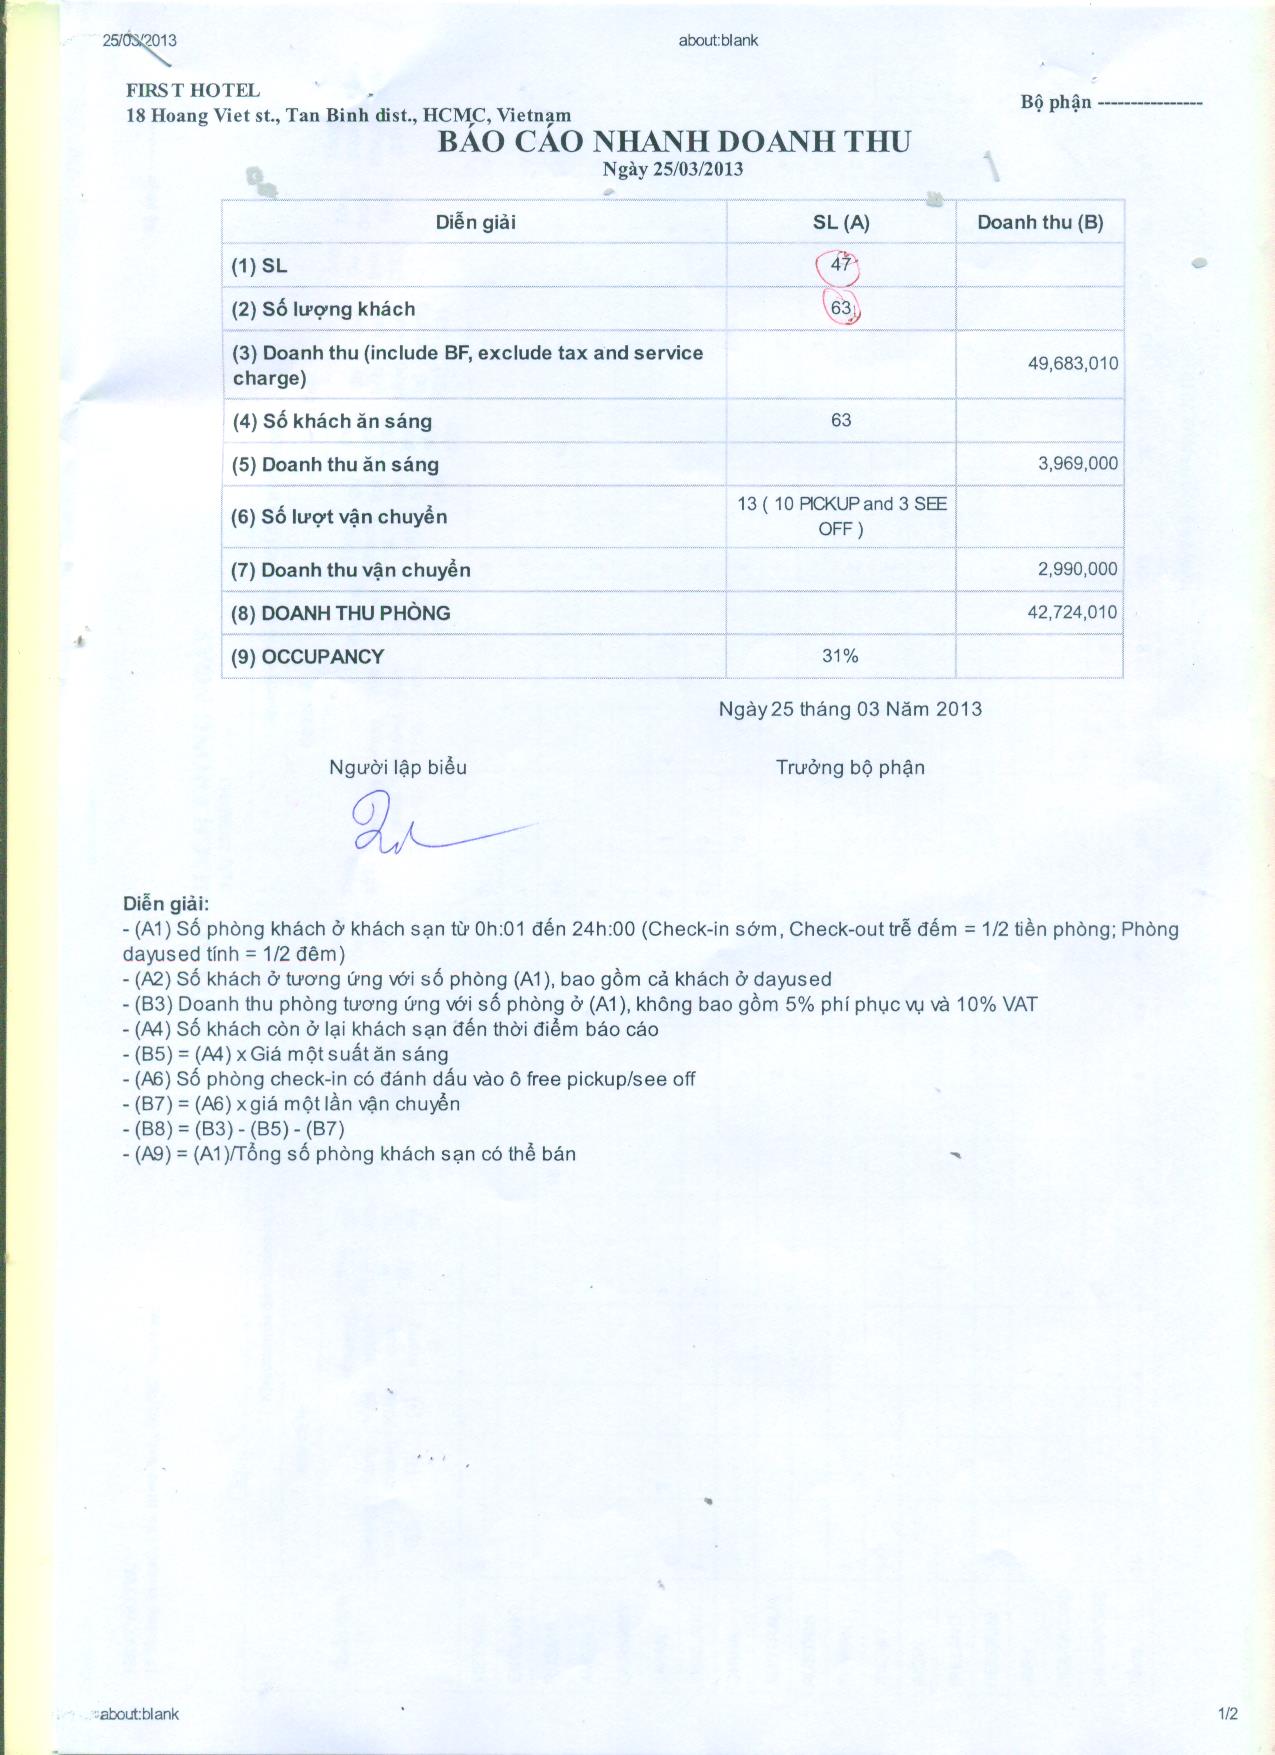 25/03/2013 about:blank
FIRST HOTEL
Bộ phận ----------------
18 Hoang Viet st., Tan Binh dist., HCMC, Vietnam
BÁO CÁO NHANH DOANH THU
Ngày 25/03/2013
Diễn giải SL (A) Doanh thu (B)
(1) SL 47
(2) Số lượng khách 63
(3) Doanh thu (include BF, exclude tax and service
charge) 49,683,010
(4) Số khách ăn sáng 63
(5) Doanh thu ăn sáng 3,969,000
(6) Số lượt vận chuyển 13 ( 10 PICKUP and 3 SEE
OFF )
(7) Doanh thu vận chuyển 2,990,000
(8) DOANH THU PHÒNG 42,724,010
(9) OCCUPANCY 31%
Ngày 25 tháng 03 Năm 2013
Người lập biểu Trưởng bộ phận
Diễn giải:
- (A1) Số phòng khách ở khách sạn từ 0h:01 đến 24h:00 (Check-in sớm, Check-out trễ đếm = 1/2 tiền phòng; Phòng
dayused tính = 1/2 đêm)
- (A2) Số khách ở tương ứng với số phòng (A1), bao gồm cả khách ở dayused
- (B3) Doanh thu phòng tương ứng với số phòng ở (A1), không bao gồm 5% phí phục vụ và 10% VAT
- (A4) Số khách còn ở lại khách sạn đến thời điểm báo cáo
- (B5) = (A4) x Giá một suất ăn sáng
- (A6) Số phòng check-in có đánh dấu vào ô free pickup/see off
- (B7) = (A6) x giá một lần vận chuyển
- (B8) = (B3) - (B5) - (B7)
- (A9) = (A1)/Tổng số phòng khách sạn có thể bán
about:blank 1/2